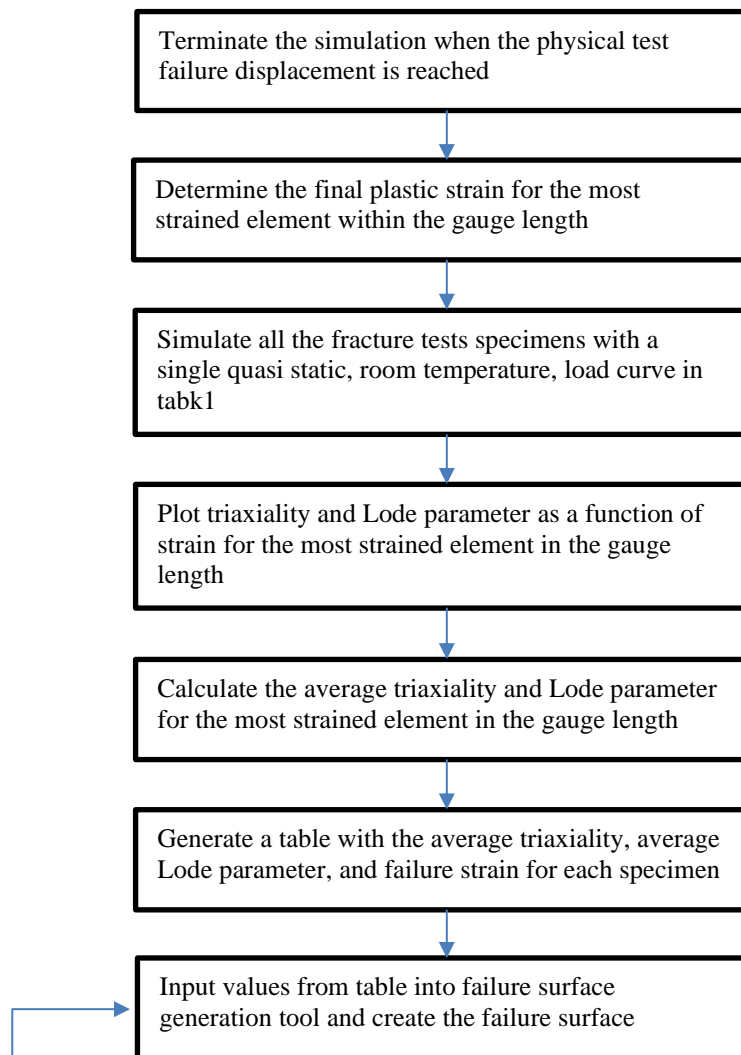 Terminate the simulation when the physical test
failure displacement is reached
Determine the final plastic strain for the most
strained element within the gauge length
Simulate all the fracture tests specimens with a
single quasi static, room temperature, load curve in
tabk1
Plot triaxiality and Lode parameter as a function of
strain for the most strained element in the gauge
length
Calculate the average triaxiality and Lode parameter
for the most strained element in the gauge length
Generate a table with the average triaxiality, average
Lode parameter, and failure strain for each specimen
Input values from table into failure surface
generation tool and create the failure surface